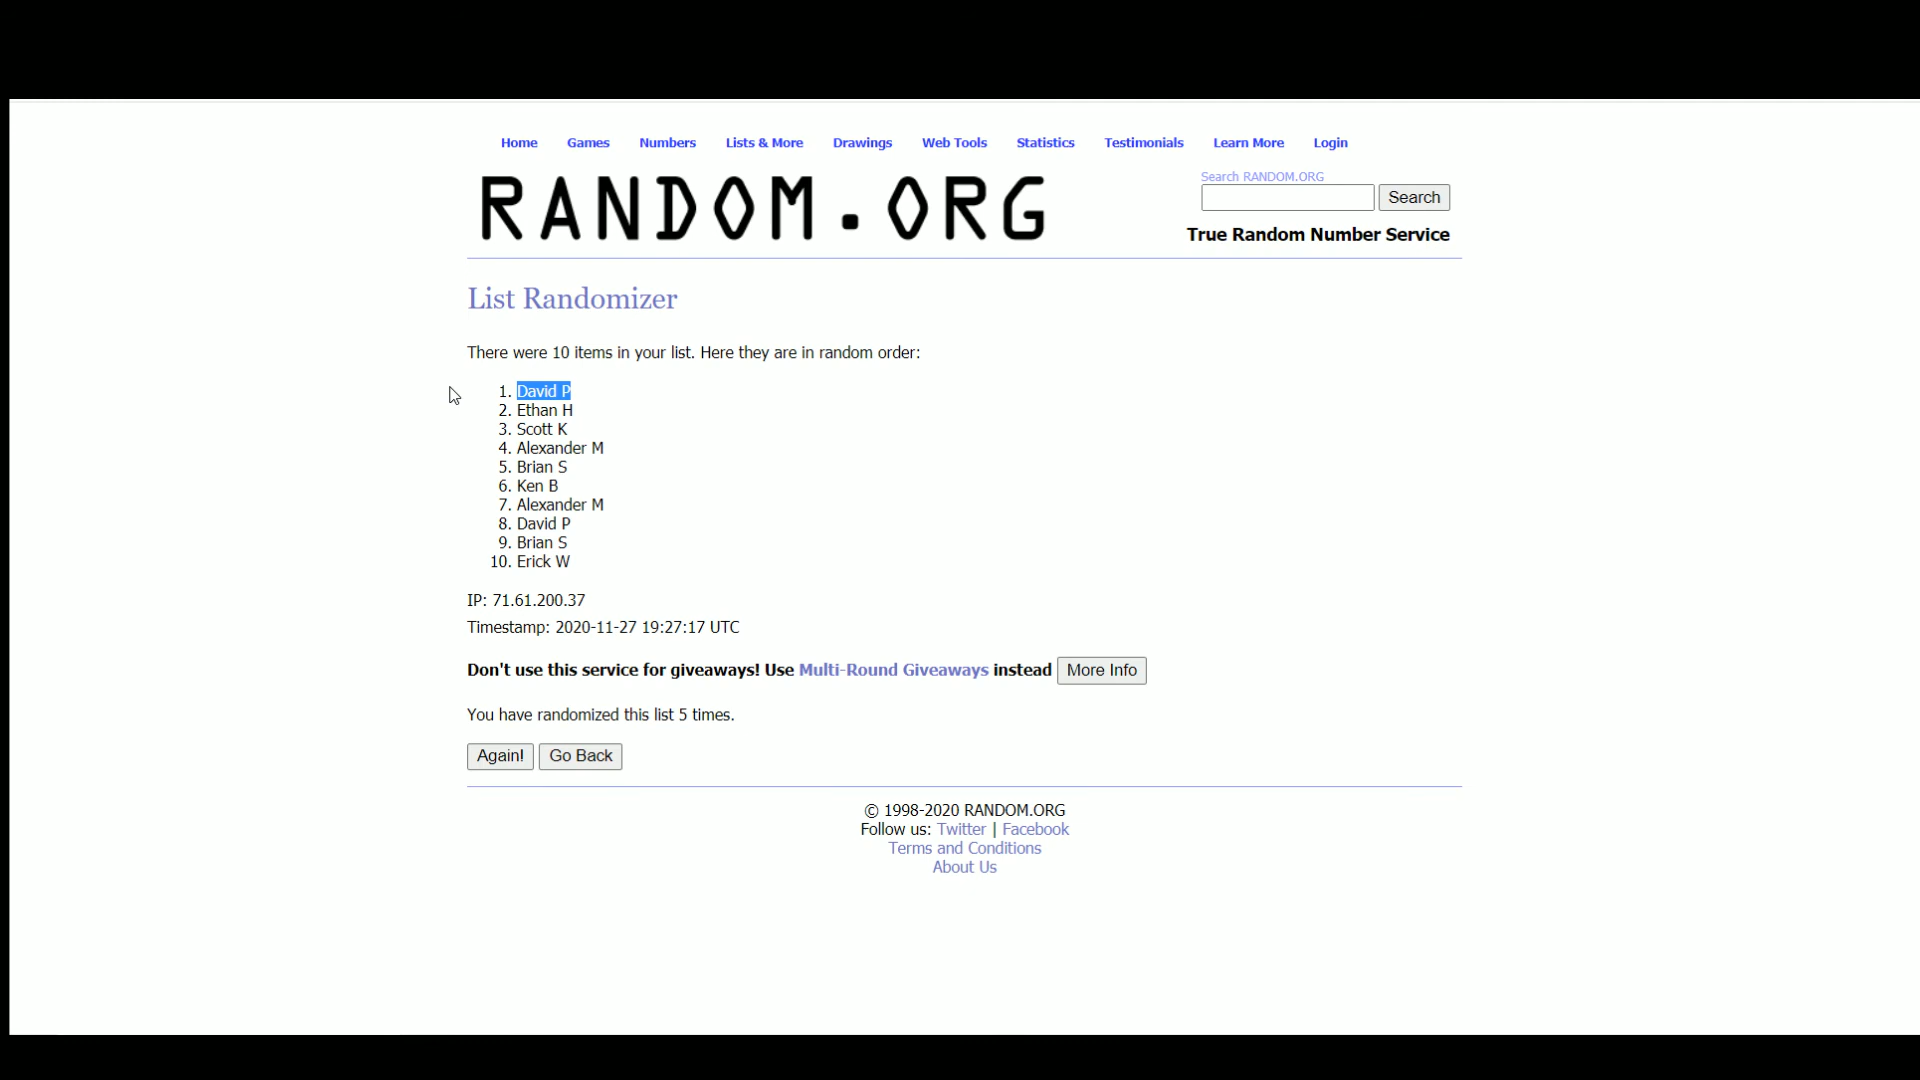 Home Games Numbers Lists & More Drawings Web Tools Statistics Testimonials Learn More Login
RANDOM.ORG
Search RANDOM.ORG
Search
True Random Number Service
List Randomizer
There were 10 items in your list. Here they are in random order:
1. David P
2. Ethan H
3. Scott K
4. Alexander M
5. Brian S
6. Ken B
7. Alexander M
8. David P
9. Brian S
10. Erick W
IP: 71.61.200.37
Timestamp: 2020-11-27 19:27:17 UTC
Don't use this service for giveaways! Use Multi-Round Giveaways instead More Info
You have randomized this list 5 times.
Again! Go Back
© 1998-2020 RANDOM.ORG
Follow us: Twitter | Facebook
Terms and Conditions
About Us